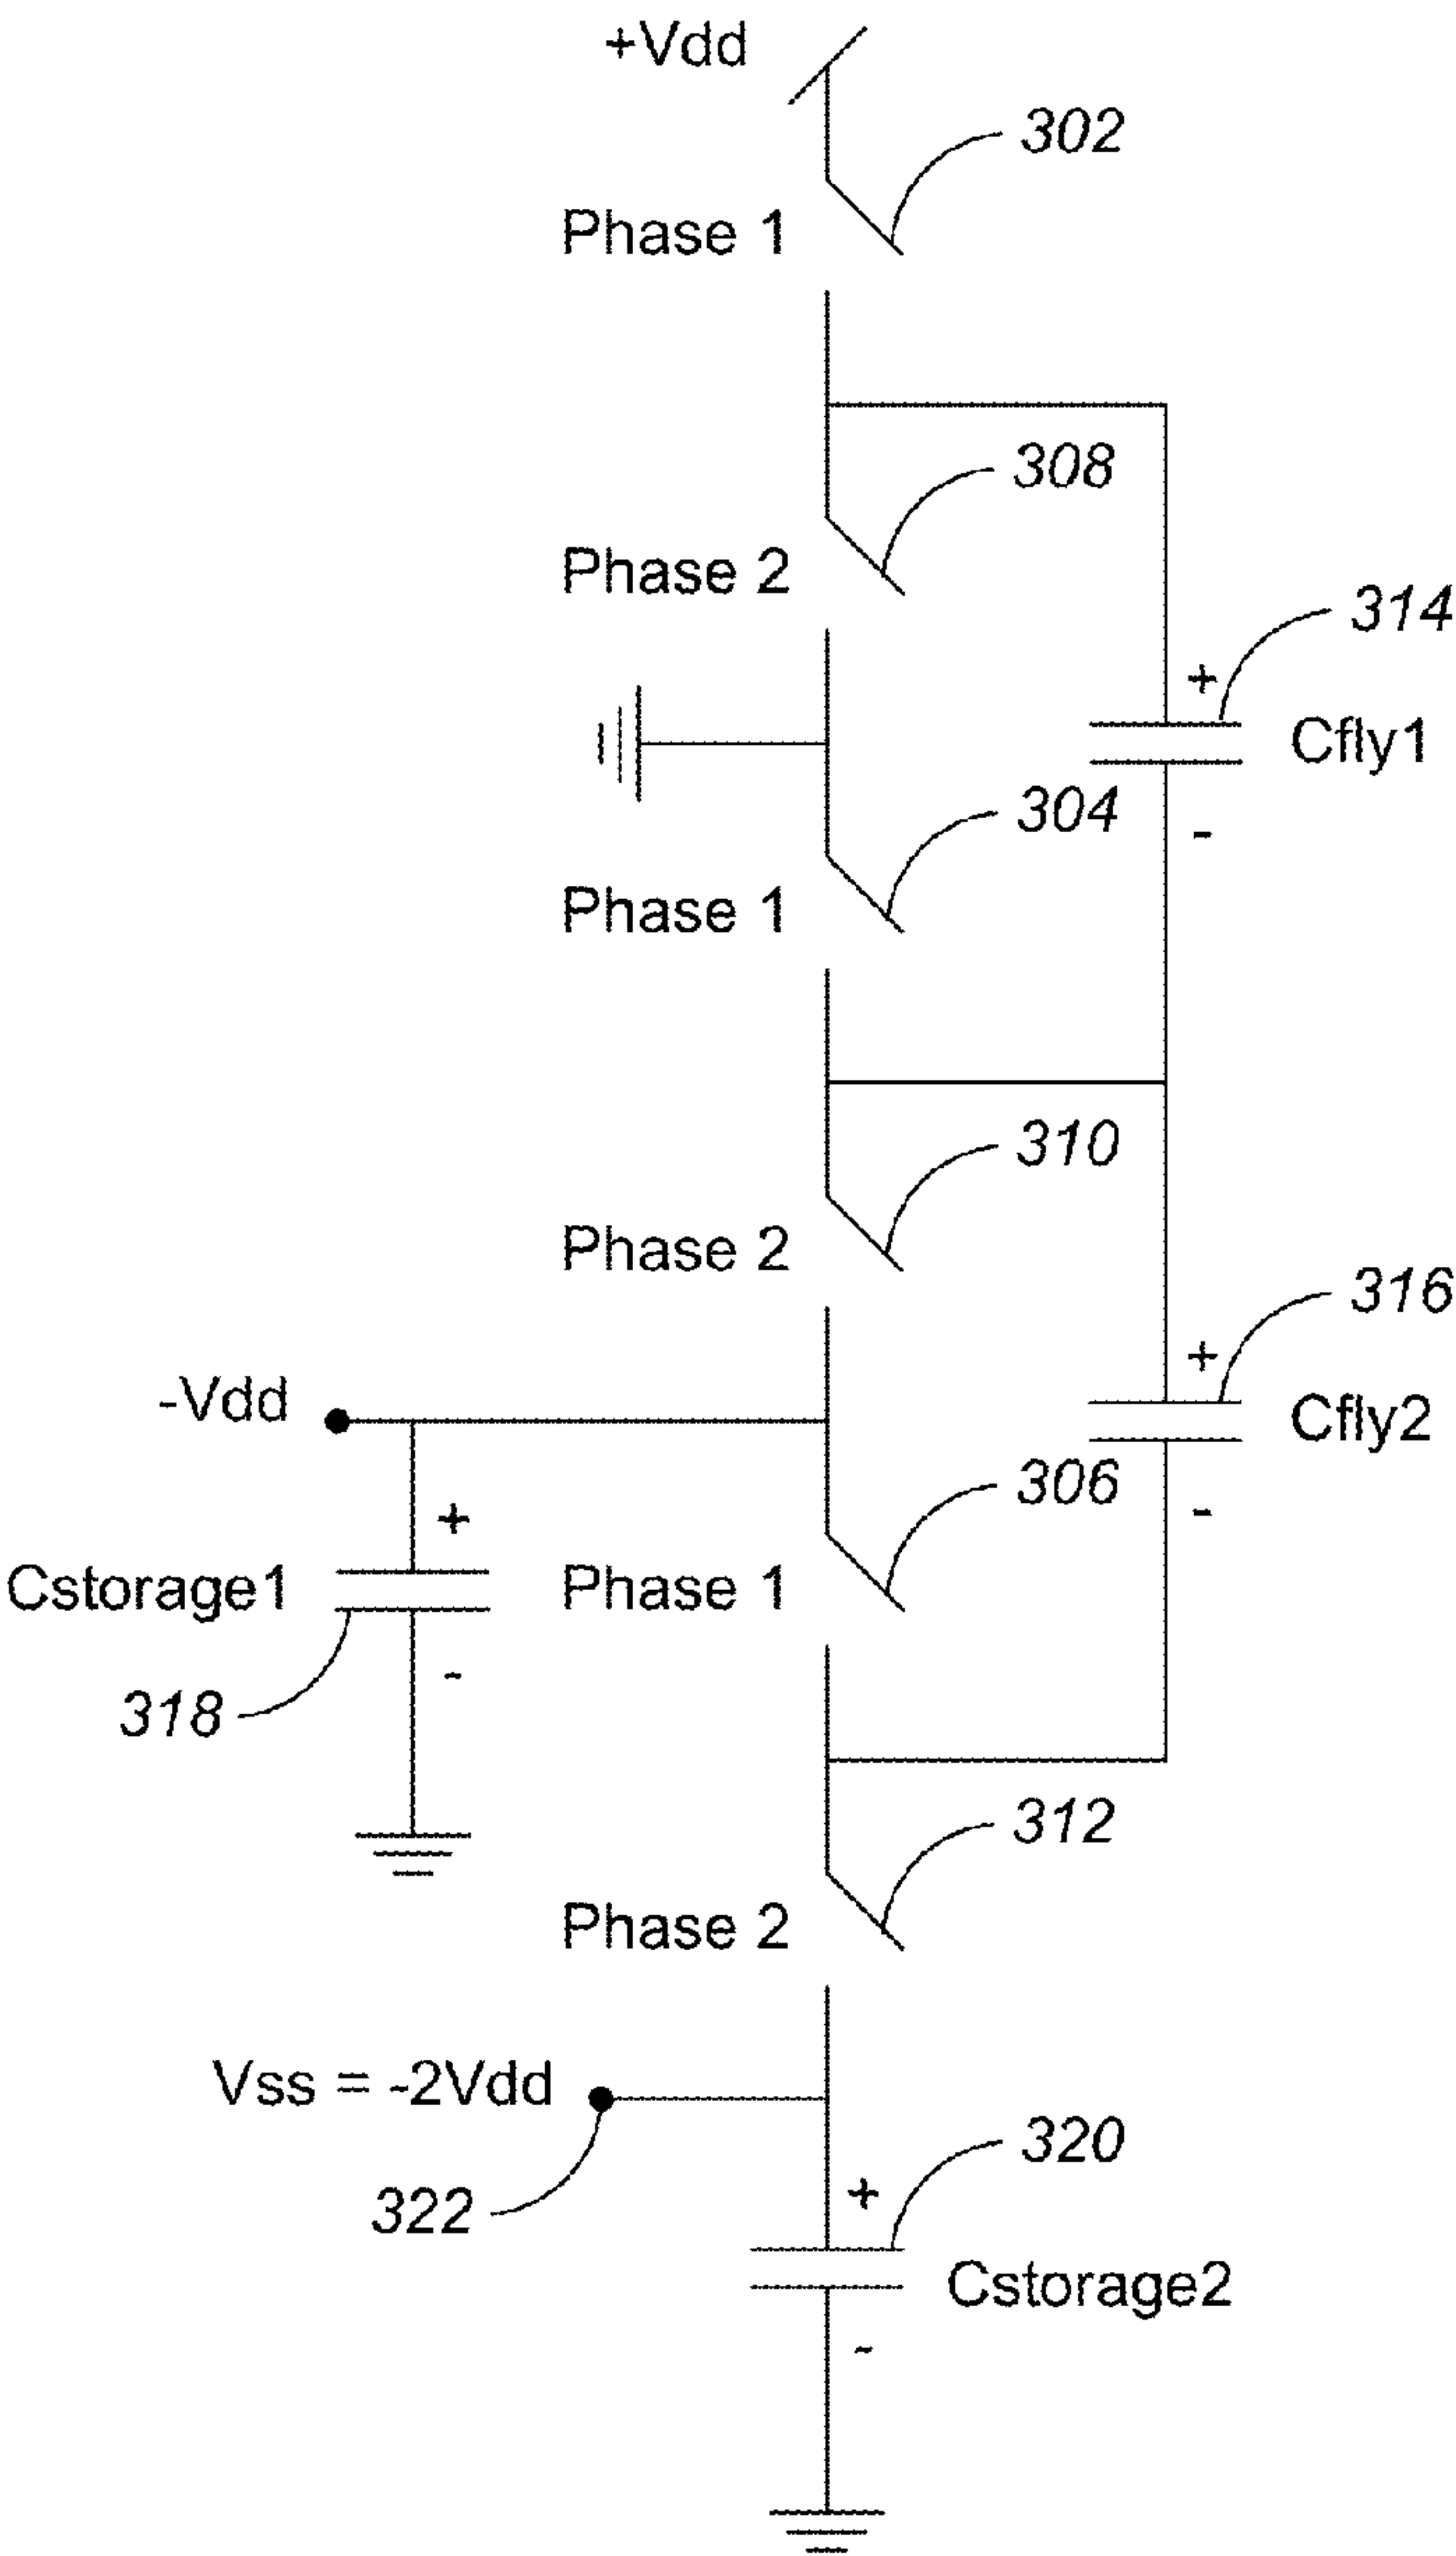 +Vdd
302
Phase 1
308
Phase 2
314
+
Cfly1
304
-
Phase 1
310
Phase 2
316
+
-Vdd
Cfly2
306
-
+
Cstorage1
Phase 1
-
318
312
Phase 2
Vss = -2Vdd
320
+
322
Cstorage2
-